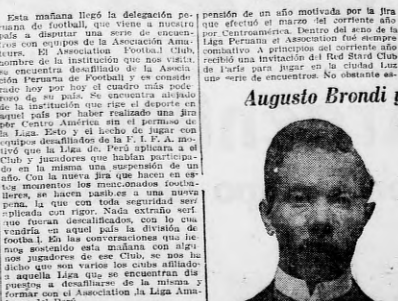 Esta mañana llegó la delegación pe-
ruana de football, que viene a nuestro
país a disputar una serie de encuen-
tros con equipos de la Asociación Ama-
teurs. El Association Football Club,
nombre de la institución que nos visita,
se encuentra desafilado de la Asocia-
ción Peruana de Football y es conside-
rado hoy por hoy el cuadro más pode-
roso de su país. Se encuentra alejado
de la institución que rige el deporte en
aquel país por haber realizado una jira
por Centro América sin el permiso de
la Liga. Esto y el hecho de jugar con
equipos desafilados de la F. I. F. A. mo-
tivó que la Liga de. Perú aplicara a el
Club y jucadores que habían participa-
do en la misma una suspensión de un
año. Con la nueva jira que hacen en es-
tos momentos los mencionados footba-
lleres, se hacen pasibles a una nueva
pena, la que con toda seguridad será
aplicada con rigor. Nada extraño serí.
que fueran descalificados, con lo cua
vendría en aquel país la división de
football. En las conversaciones que he-
mos sostenido esta mañana con algu
nos jugadores de ese Club, se nos ha
dicho que son varios los clubs afiliado-
a aquella Liga que se encuentran dis
puestos a desafiliarse de la misma y
formar con el Association ,la Liga Ama-
pensión de un año motivada por la jira
que efectuó el marzo del corriente año
por Centroamérica. Dentro del seno de la
Liga Peruana el Association fué siempre
combativo A principios del corriente año
recibió una invitación del Red Stard Club
de París para jugar en la ciudad Luz
una serie de encuentros. No obstante es-
Augusto Brondi y